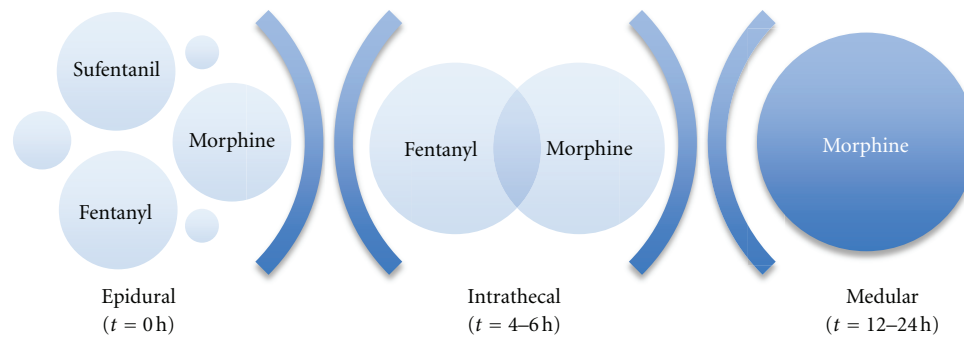 Sufentanil
Morphine
Fentanyl
Epidural
(t = 0 h)
Fentanyl
Morphine
Intrathecal
(t = 4–6 h)
Morphine
Medular
(t = 12–24 h)